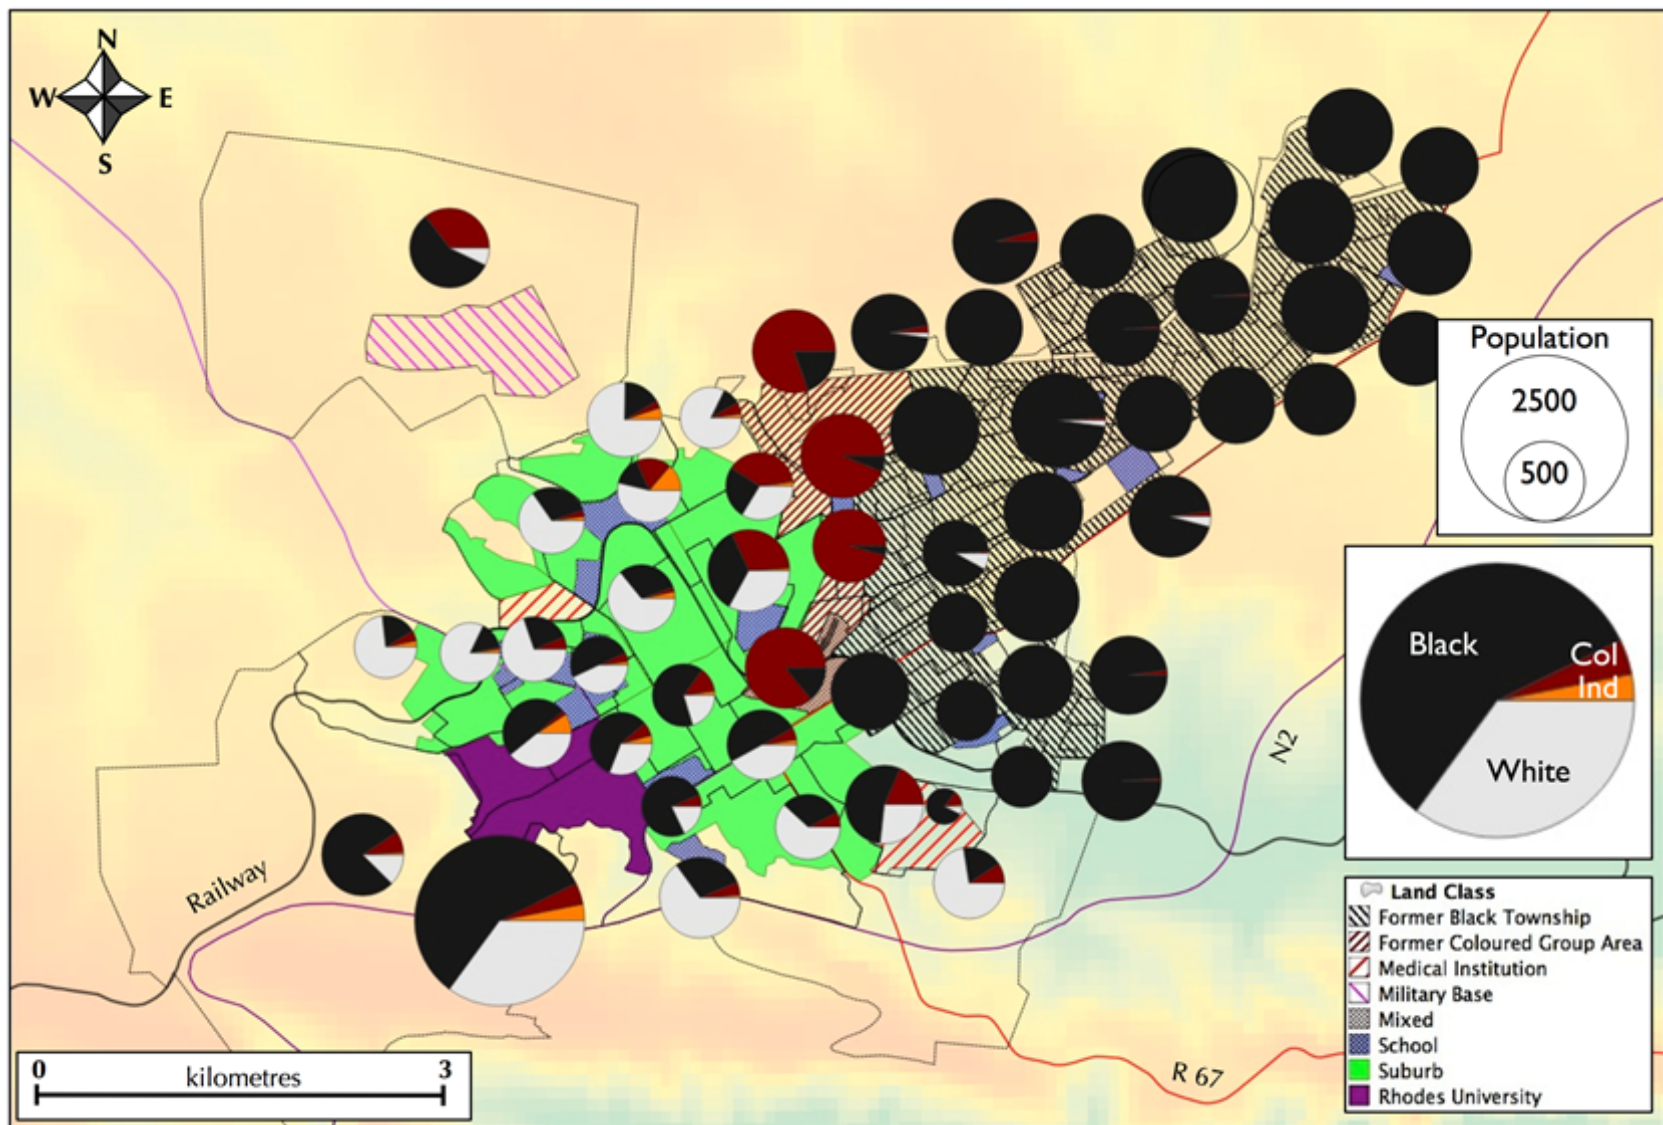 N
W E
S
Population
2500
500
Black
Col
Ind
White
N2
Railway
R 67
0 kilometres 3
Land Class
Former Black Township
Former Coloured Group Area
Medical Institution
Military Base
Mixed
School
Suburb
Rhodes University